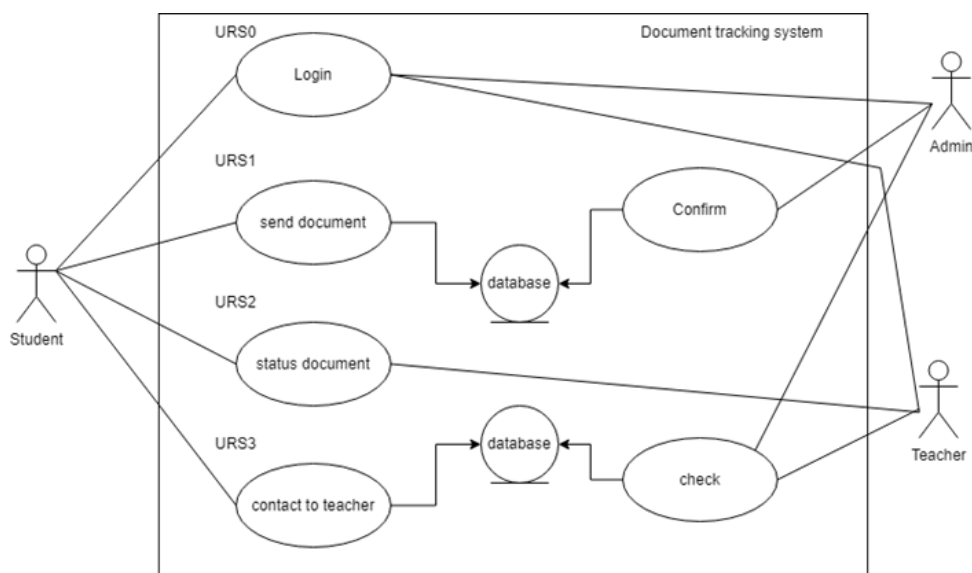 URS0
Document tracking system
Login
Admin
URS1
send document
Confirm
database
Student
URS2
status document
Teacher
URS3
database
contact to teacher
check